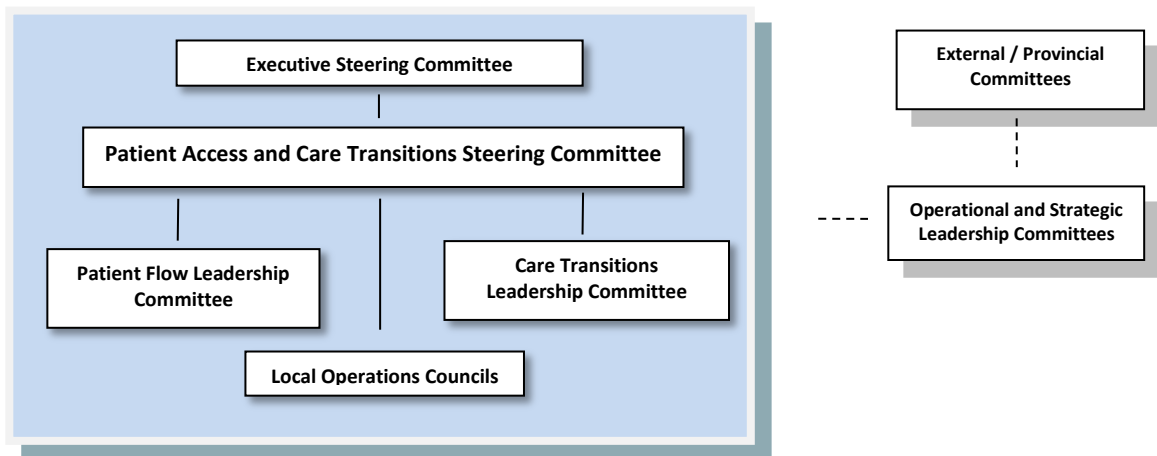 Executive Steering Committee
External / Provincial
Committees
Patient Access and Care Transitions Steering Committee
Operational and Strategic
Leadership Committees
Patient Flow Leadership
Committee
Care Transitions
Leadership Committee
Local Operations Councils